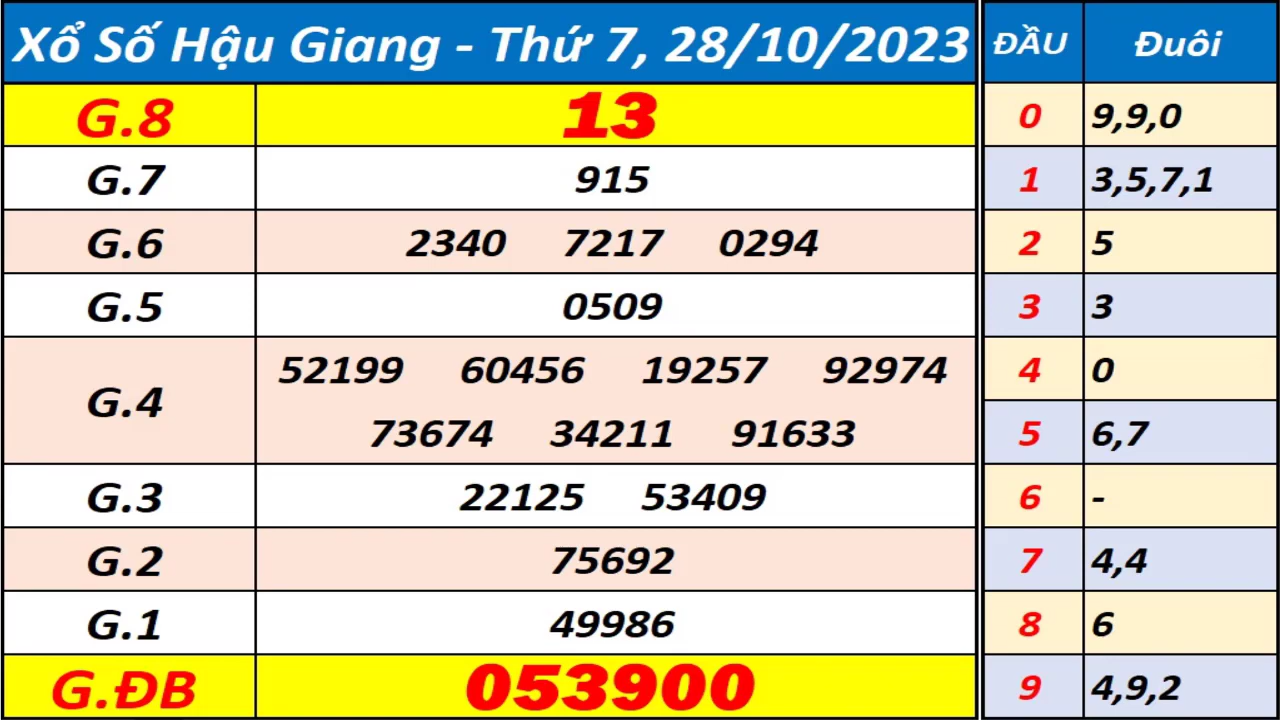 Xổ Số Hậu Giang - Thứ 7, 28/10/2023
G.8 13
G.7 915
G.6 2340 7217 0294
G.5 0509
G.4 52199 60456 19257 92974
73674 34211 91633
G.3 22125 53409
G.2 75692
G.1 49986
G.ĐB 053900
ĐẦU Đuôi
0 9,9,0
1 3,5,7,1
2 5
3 3
4 0
5 6,7
6 -
7 4,4
8 6
9 4,9,2